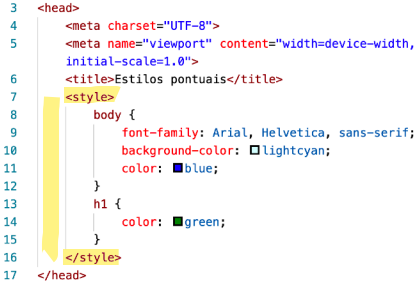 3 <head>
4 <meta charset="UTF-8">
5 <meta name="viewport" content="width=device-width,
initial-scale=1.0">
6 <title>Estilos pontuais</title>
7 <style>
8 body {
9 font-family: Arial, Helvetica, sans-serif;
10 background-color: lightcyan;
11 color: blue;
12 }
13 h1 {
14 color: green;
15 }
16 </style>
17 </head>